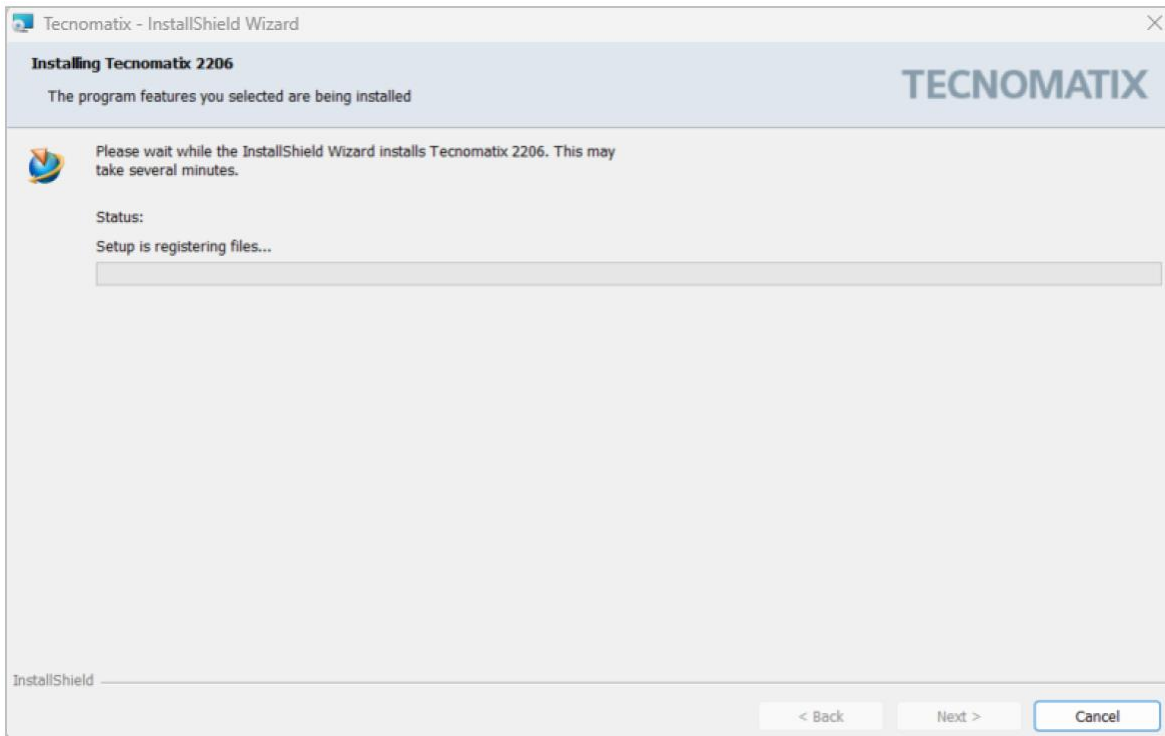 Tecnomatix - InstallShield Wizard
Installing Tecnomatix 2206
The program features you selected are being installed
TECNOMATIX
Please wait while the InstallShield Wizard installs Tecnomatix 2206. This may
take several minutes.
Status:
Setup is registering files...
InstallShield
< Back
Next >
Cancel